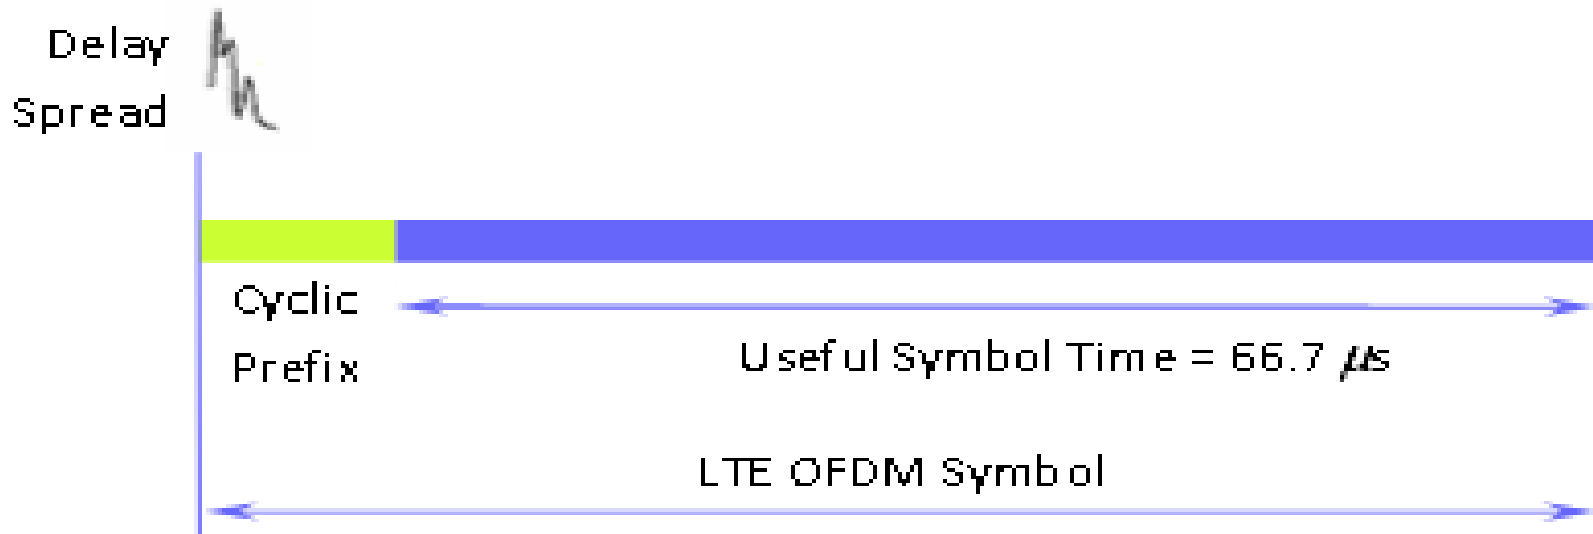 Delay
Spread
Cyclic
Prefix
Useful Symbol Time = 66.7 μs
LTE OFDM Symbol